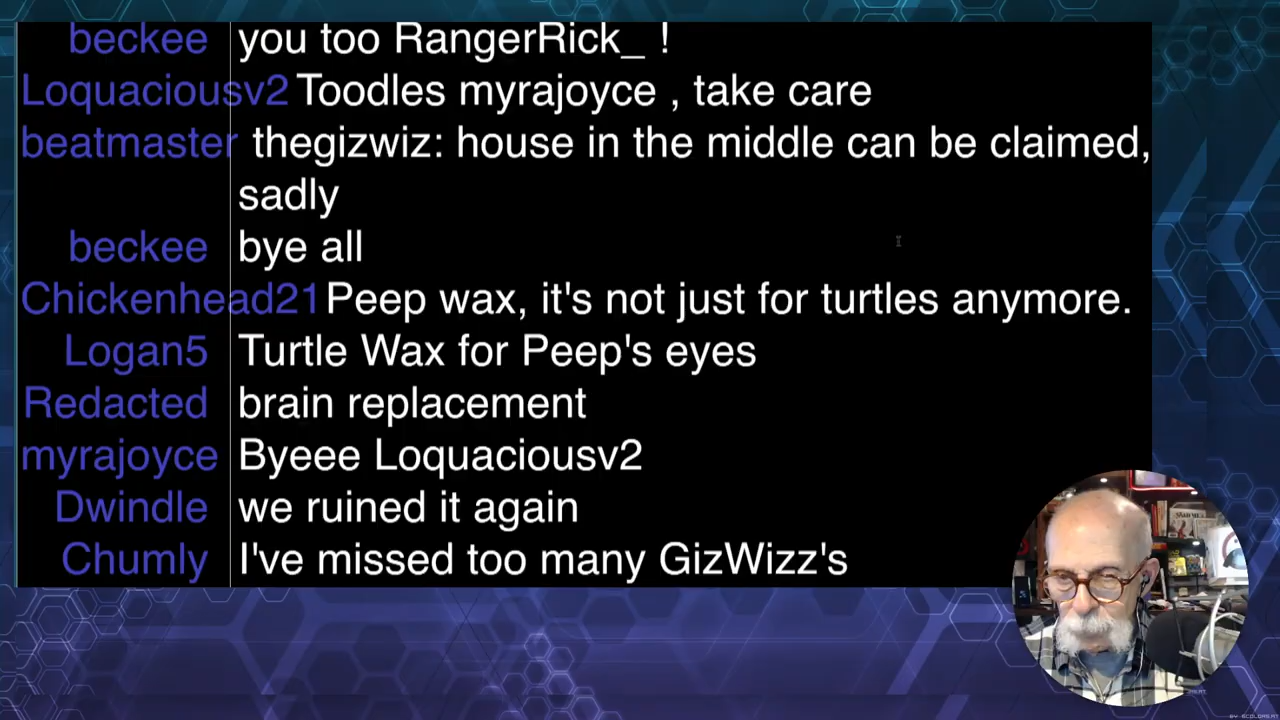 beckee you too RangerRick_ !
Loquaciousv2 Toodles myrajoyce , take care
beatmaster thegizwiz: house in the middle can be claimed,
sadly
beckee bye all
Chickenhead21 Peep wax, it's not just for turtles anymore.
Logan5 Turtle Wax for Peep's eyes
Redacted brain replacement
myrajoyce Byeee Loquaciousv2
Dwindle we ruined it again
Chumly I've missed too many GizWizz's